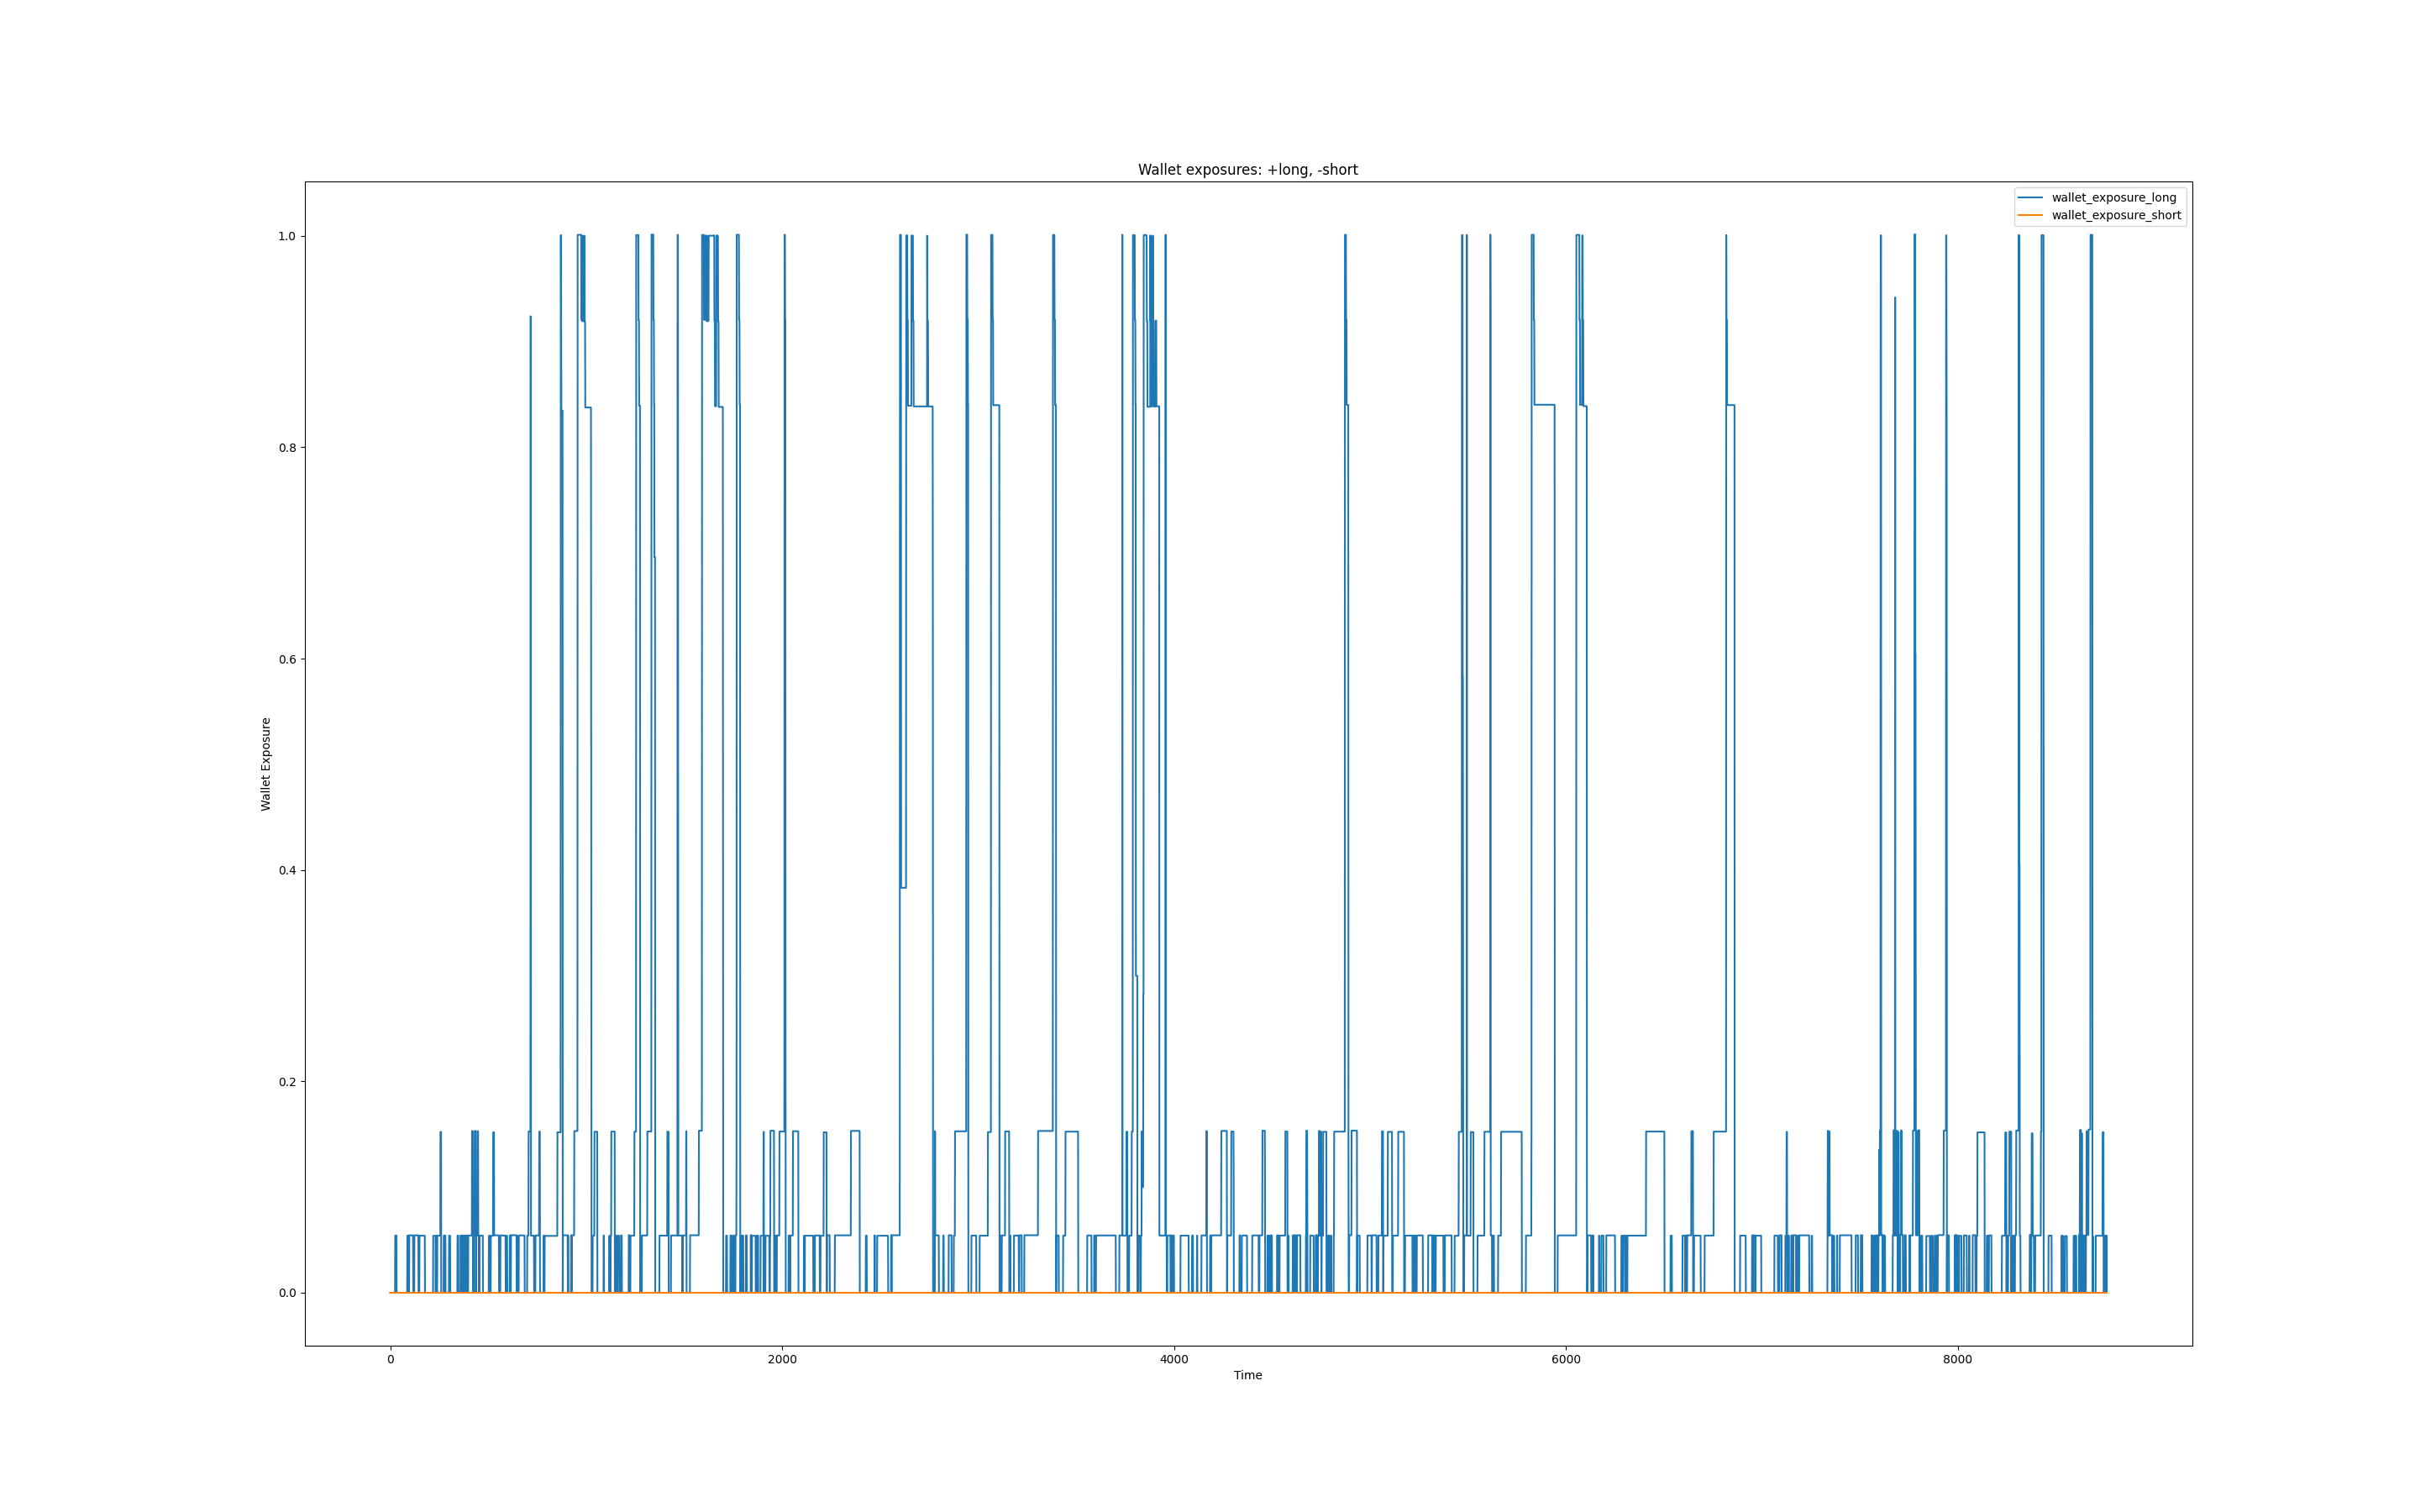 Wallet exposures: +long, -short
wallet_exposure_long
wallet_exposure_short
1.0
0.8
0.6
0.4
0.2
0.0
Wallet Exposure
0 2000 4000 6000 8000
Time